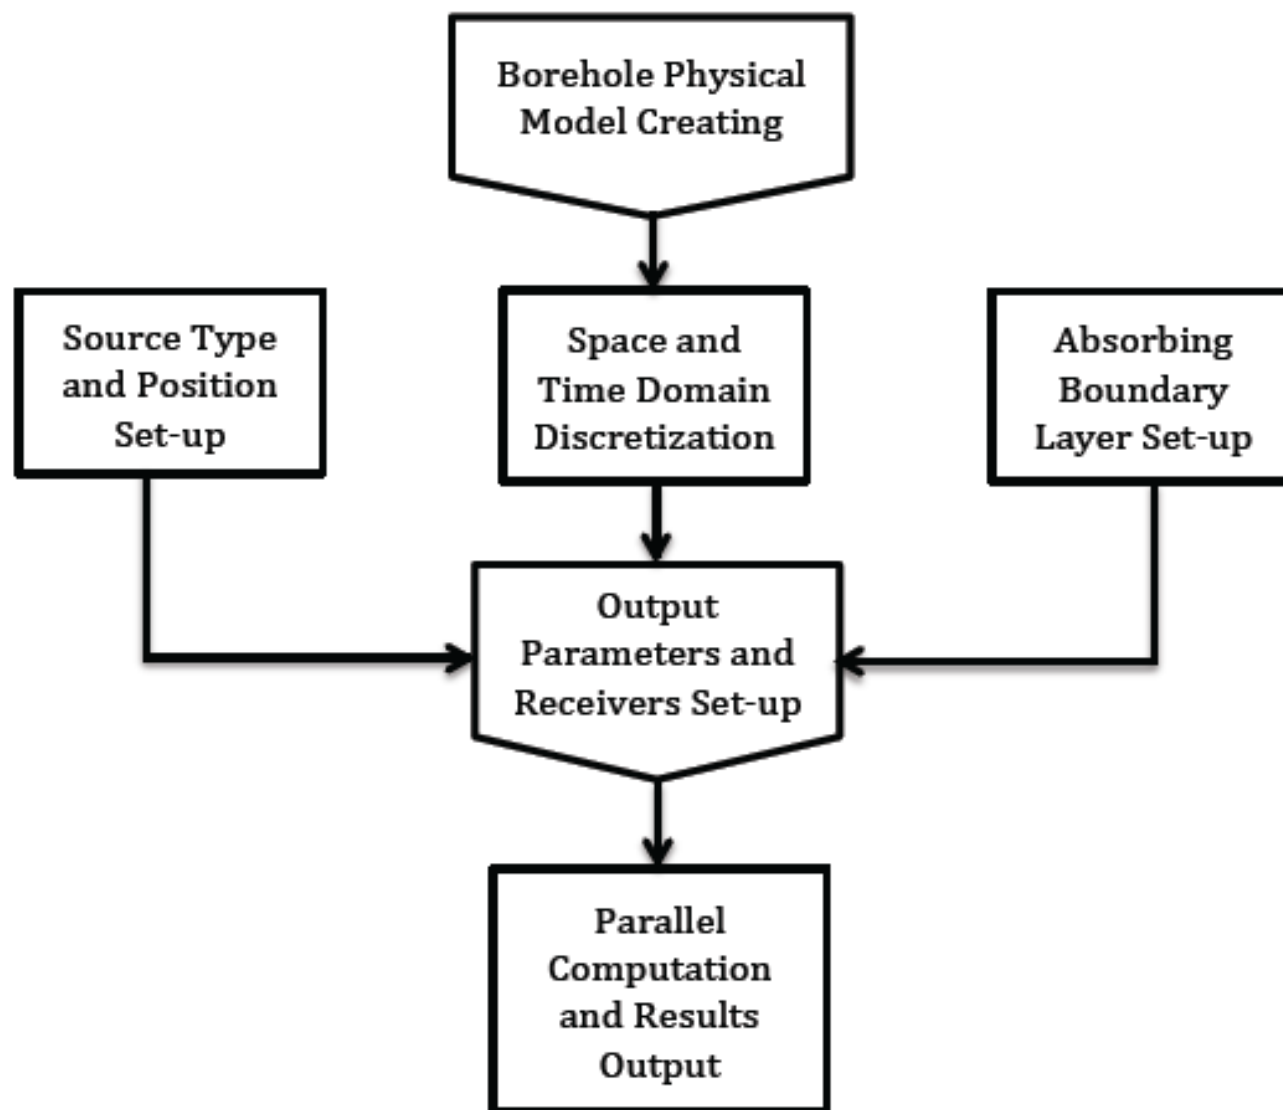 Borehole Physical
Model Creating
Source Type
and Position
Set-up
Space and
Time Domain
Discretization
Absorbing
Boundary
Layer Set-up
Output
Parameters and
Receivers Set-up
Parallel
Computation
and Results
Output